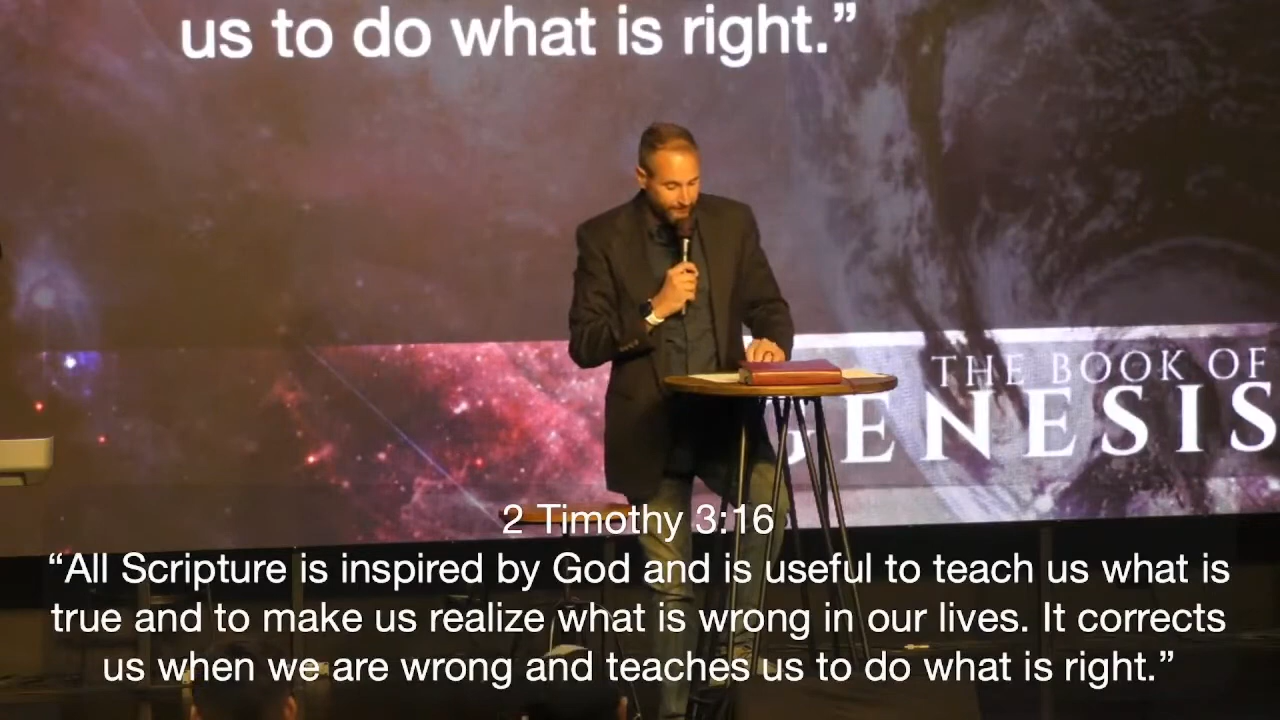 us to do what is right.”
THE BOOK OF
GENESIS
2 Timothy 3:16
“All Scripture is inspired by God and is useful to teach us what is
true and to make us realize what is wrong in our lives. It corrects
us when we are wrong and teaches us to do what is right.”